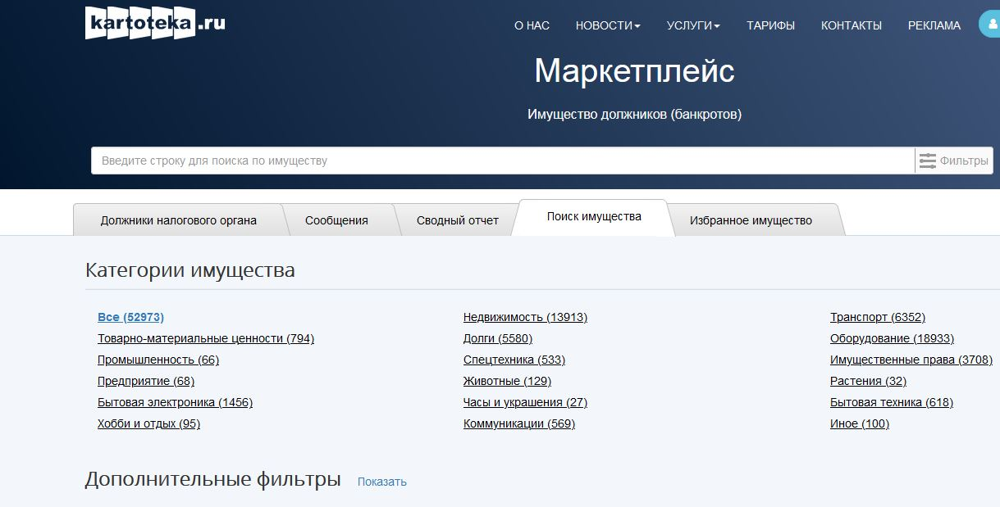 kartoteka.ru
О НАС НОВОСТИ УСЛУГИ ТАРИФЫ КОНТАКТЫ РЕКЛАМА
Маркетплейс
Имущество должников (банкротов)
Введите строку для поиска по имуществу Фильтры
Должники налогового органа Сообщения Сводный отчет Поиск имущества Избранное имущество
Категории имущества
Все (52973) Недвижимость (13913) Транспорт (6352)
Товарно-материальные ценности (794) Долги (5580) Оборудование (18933)
Промышленность (66) Спецтехника (533) Имущественные права (3708)
Предприятие (68) Животные (129) Растения (32)
Бытовая электроника (1456) Часы и украшения (27) Бытовая техника (618)
Хобби и отдых (95) Коммуникации (569) Иное (100)
Дополнительные фильтры Показать